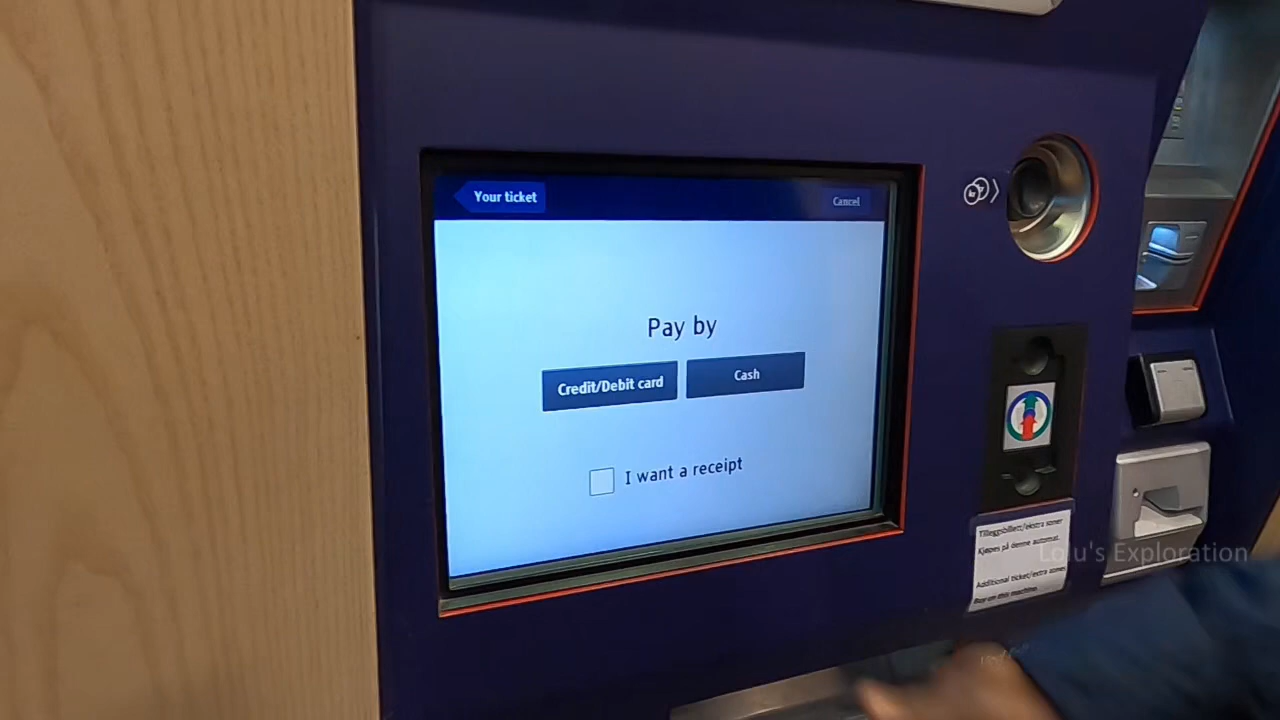 Your ticket
Cancel
Pay by
Credit/Debit card
Cash
I want a receipt
Tilleggsbillett/ekstra soner
Kjøpes på denne automat.
Additional ticket/extra zones
Buy on this machine.
Lolu's Exploration